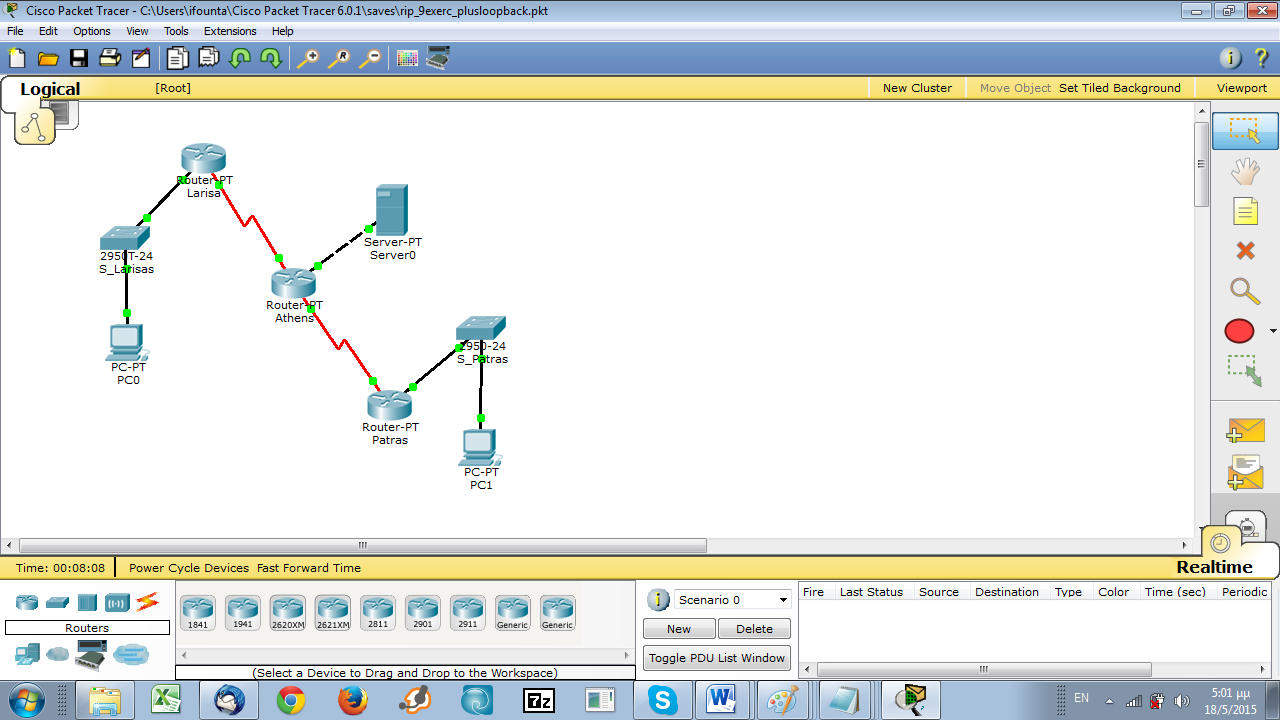 Cisco Packet Tracer - C:\Users\ifounta\Cisco Packet Tracer 6.0.1\saves\rip_9exerc_plusloopback.pkt
File Edit Options View Tools Extensions Help
Logical [Root] New Cluster Move Object Set Tiled Background Viewport
Router-PT
Larisa
Server-PT
Server0
2950T-24
S_Larisas
Router-PT
Athens
2950-24
S_Patras
PC-PT
PC0
Router-PT
Patras
PC-PT
PC1
Time: 00:08:08 Power Cycle Devices Fast Forward Time Realtime
Routers
1841 1941 2620XM 2621XM 2811 2901 2911 Generic Generic
(Select a Device to Drag and Drop to the Workspace)
Scenario 0
New Delete
Toggle PDU List Window
Fire Last Status Source Destination Type Color Time (sec) Periodic
7z
EN
5:01 μμ
18/5/2015